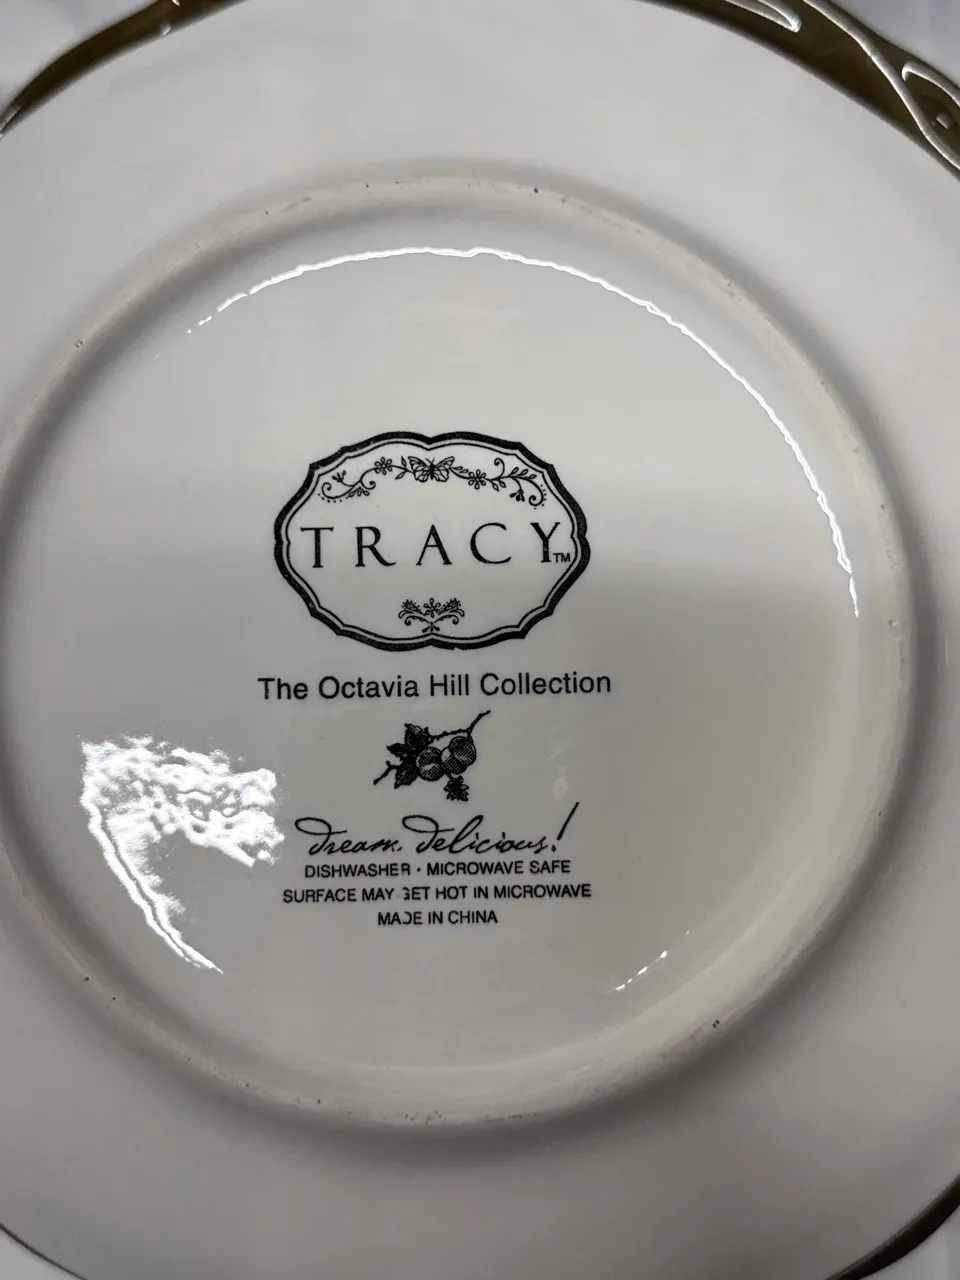 TRACY™
The Octavia Hill Collection
dream. delicious!
DISHWASHER · MICROWAVE SAFE
SURFACE MAY GET HOT IN MICROWAVE
MADE IN CHINA